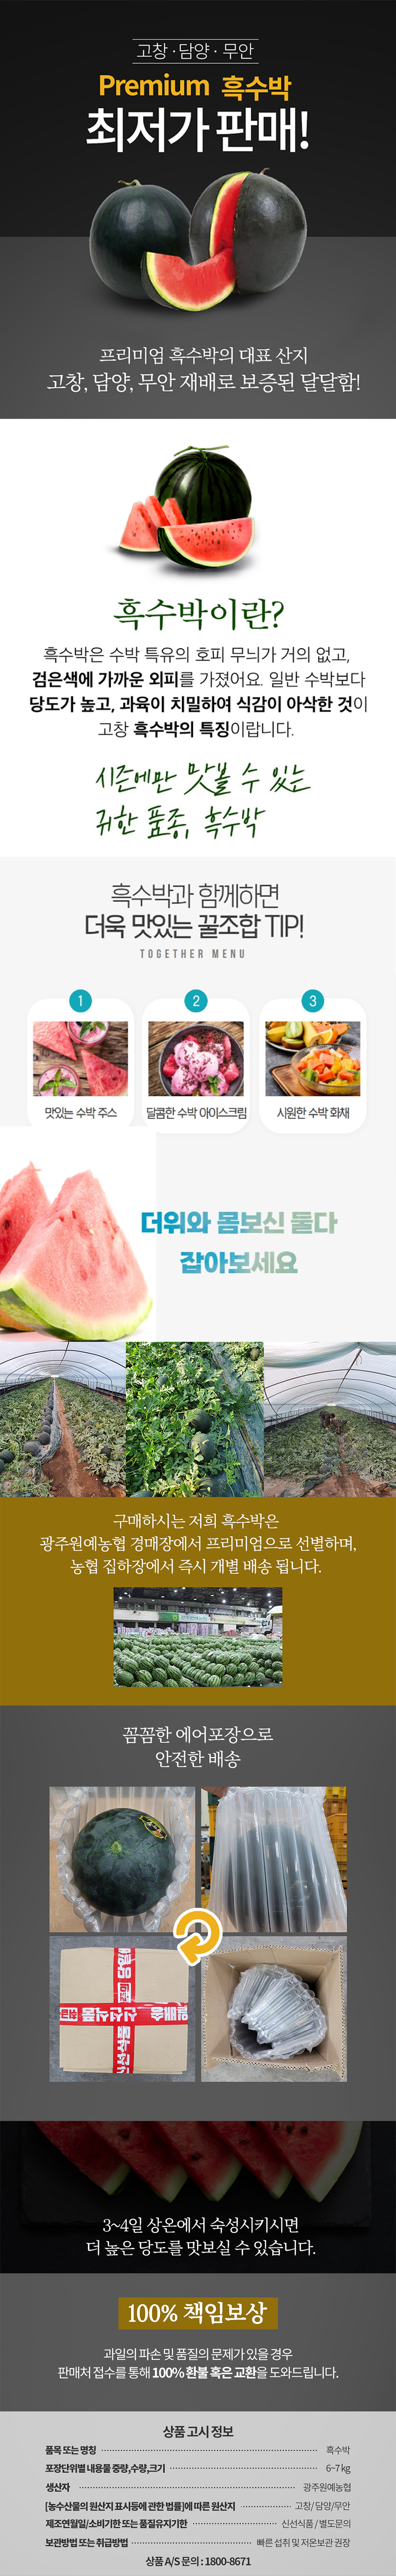 고창 · 담양 · 무안
Premium 흑수박
최저가 판매!
프리미엄 흑수박의 대표 산지
고창, 담양, 무안 재배로 보증된 달달함!
흑수박이란?
흑수박은 수박 특유의 호피 무늬가 거의 없고,
검은색에 가까운 외피를 가졌어요. 일반 수박보다
당도가 높고, 과육이 치밀하여 식감이 아삭한 것이
고창 흑수박의 특징이랍니다.
시즌에만 맛볼 수 있는
귀한 품종, 흑수박
흑수박과 함께하면
더욱 맛있는 꿀조합 TIP!
TOGETHER MENU
1
2
3
맛있는 수박 주스
달콤한 수박 아이스크림
시원한 수박 화채
더위와 몸보신 둘다
잡아보세요
구매하시는 저희 흑수박은
광주원예농협 경매장에서 프리미엄으로 선별하며,
농협 집하장에서 즉시 개별 배송 됩니다.
꼼꼼한 에어포장으로
안전한 배송
신선식품
3~4일 상온에서 숙성시키시면
더 높은 당도를 맛보실 수 있습니다.
100% 책임보상
과일의 파손 및 품질의 문제가 있을 경우
판매처 접수를 통해 100% 환불 혹은 교환을 도와드립니다.
상품 고시 정보
품목 또는 명칭 흑수박
포장단위별 내용물 중량,수량,크기 6~7 kg
생산자 광주원예농협
[농수산물의 원산지 표시등에 관한 법률]에 따른 원산지 고창/ 담양/무안
제조연월일/소비기한 또는 품질유지기한 신선식품 / 별도문의
보관방법 또는 취급방법 빠른 섭취 및 저온보관 권장
상품 A/S 문의 : 1800-8671